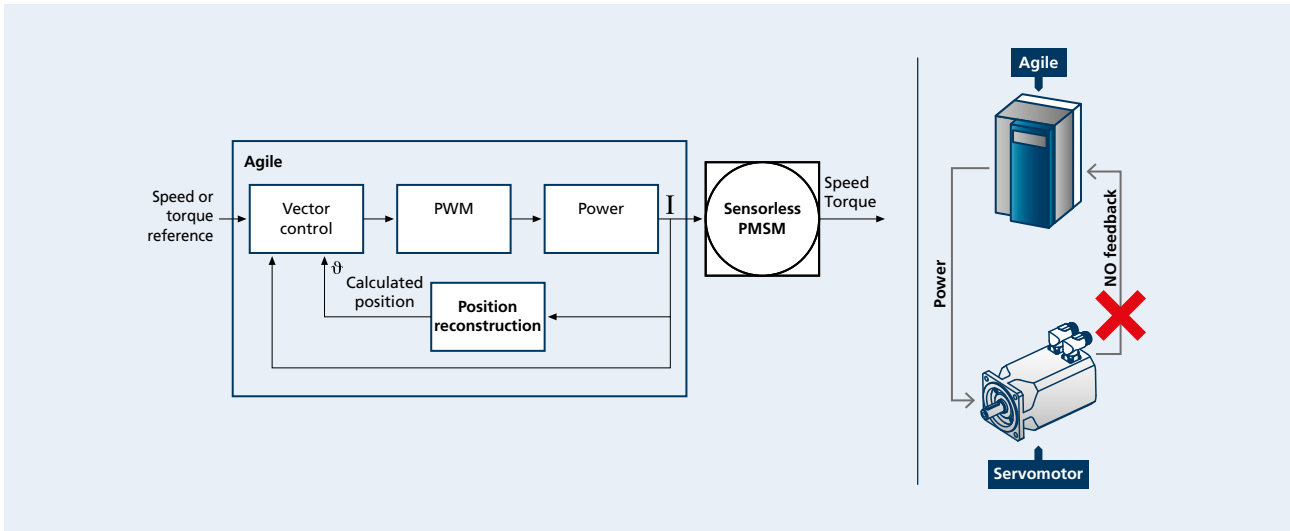 Agile
Speed or
torque
reference
Vector
control
PWM
Power
I
Sensorless
PMSM
Speed
Torque
ϑ
Calculated
position
Position
reconstruction
Agile
Power
NO feedback
Servomotor